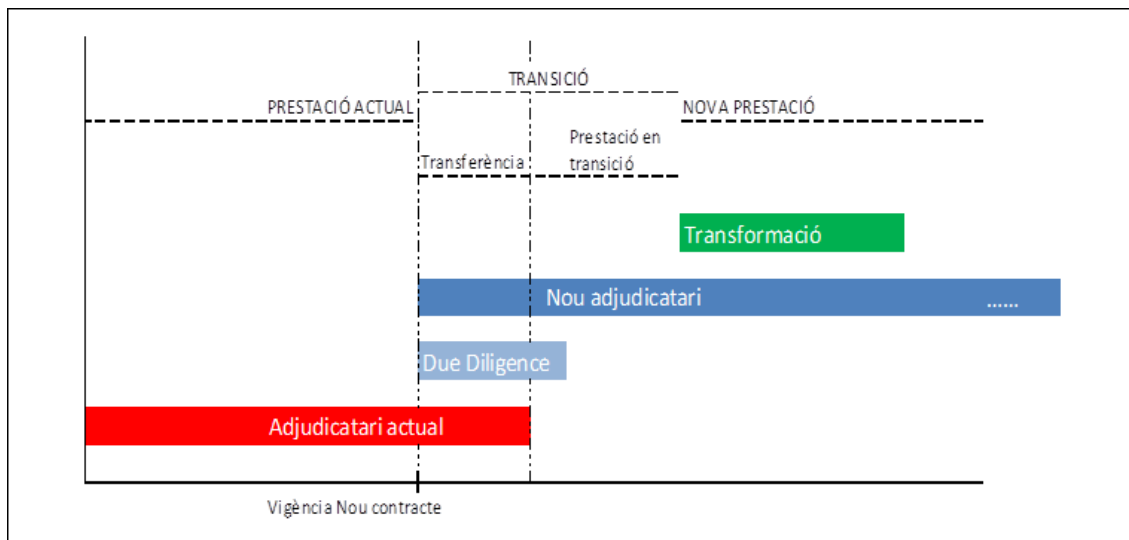 TRANSICIÓ
PRESTACIÓ ACTUAL
NOVA PRESTACIÓ
Transferència
Prestació en
transició
Transformació
Nou adjudicatari ......
Due Diligence
Adjudicatari actual
Vigència Nou contracte